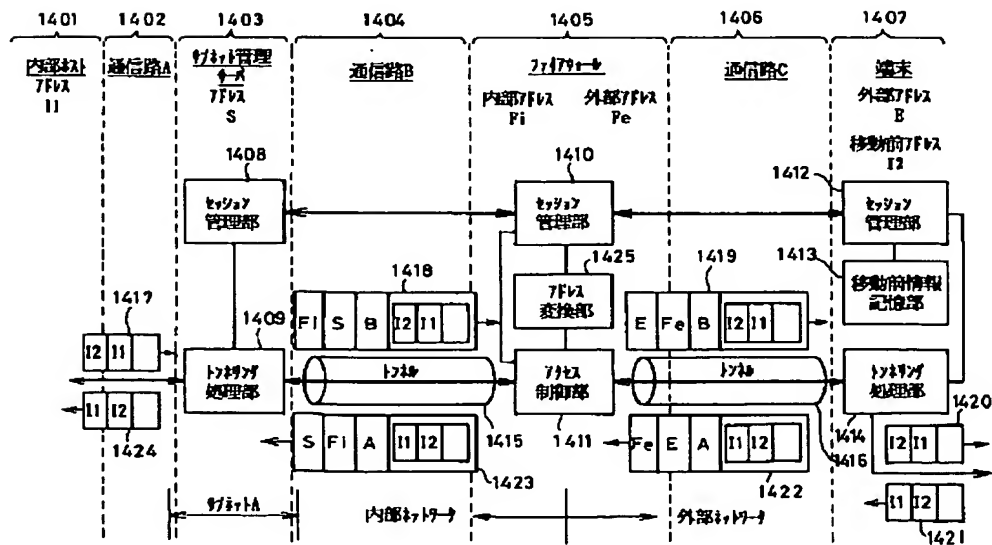 1401 1402 1403 1404 1405 1406 1407
内部ホスト
アドレス
I1
通信路A
サブネット管理
サーバ
アドレス
S
通信路B
ファイアウォール
内部アドレス
Fi
外部アドレス
Fe
通信路C
端末
外部アドレス
E
移動前アドレス
I2
1408
セッション
管理部
1410
セッション
管理部
1412
セッション
管理部
1413
移動前情報
記憶部
1425
アドレス
変換部
1417
I2 I1
1409
トンネリング
処理部
1418
Fi S B I2 I1
1419
E Fe B I2 I1
トンネル
1415
アクセス
制御部
1411
トンネル
1416
トンネリング
処理部
1414
1420
I2 I1
I1 I2
1424
S Fi A I1 I2
1423
Fe E A I1 I2
1422
I1 I2
1421
サブネットA
内部ネットワーク
外部ネットワーク